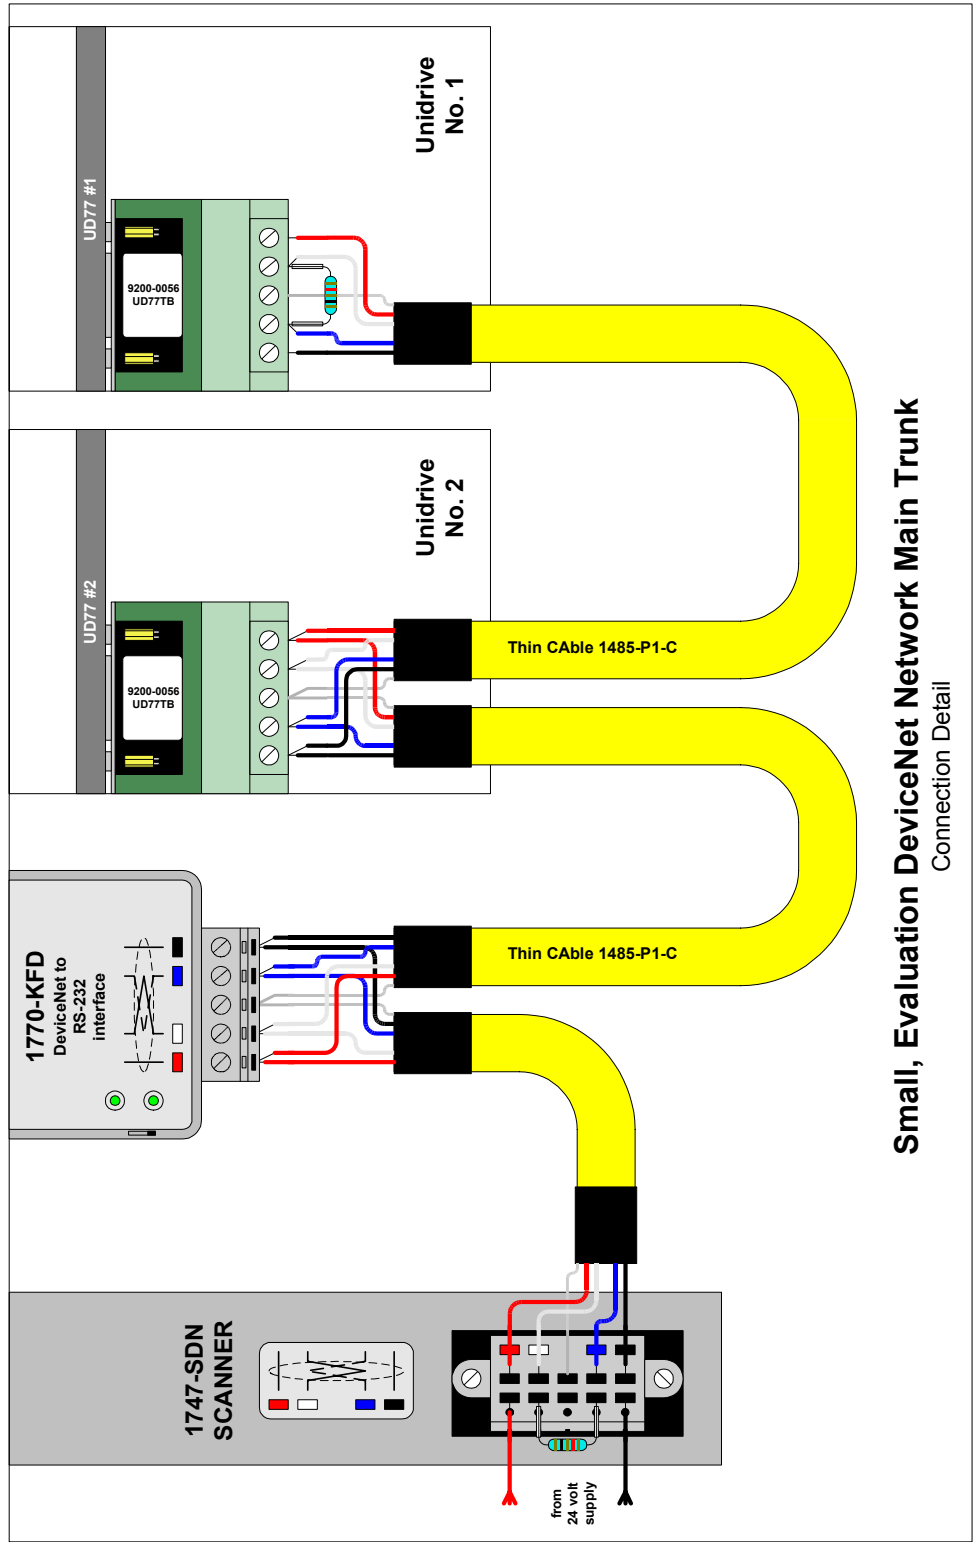 UD77 #1
9200-0056
UD77TB
Unidrive
No. 1
UD77 #2
9200-0056
UD77TB
Unidrive
No. 2
Thin CAble 1485-P1-C
1770-KFD
DeviceNet to
RS-232
interface
Thin CAble 1485-P1-C
1747-SDN
SCANNER
from
24 volt
supply
Small, Evaluation DeviceNet Network Main Trunk
Connection Detail